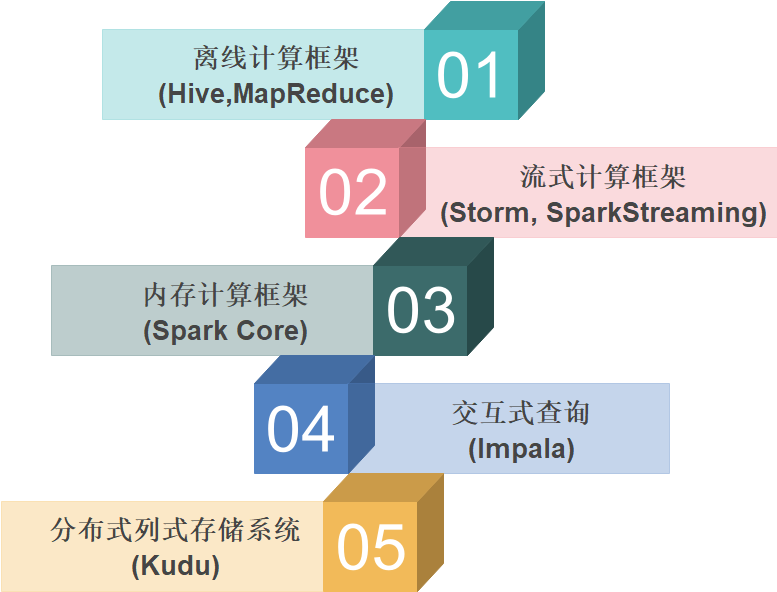 离线计算框架
(Hive,MapReduce)
01
02
流式计算框架
(Storm, SparkStreaming)
内存计算框架
(Spark Core)
03
04
交互式查询
(Impala)
分布式列式存储系统
(Kudu)
05